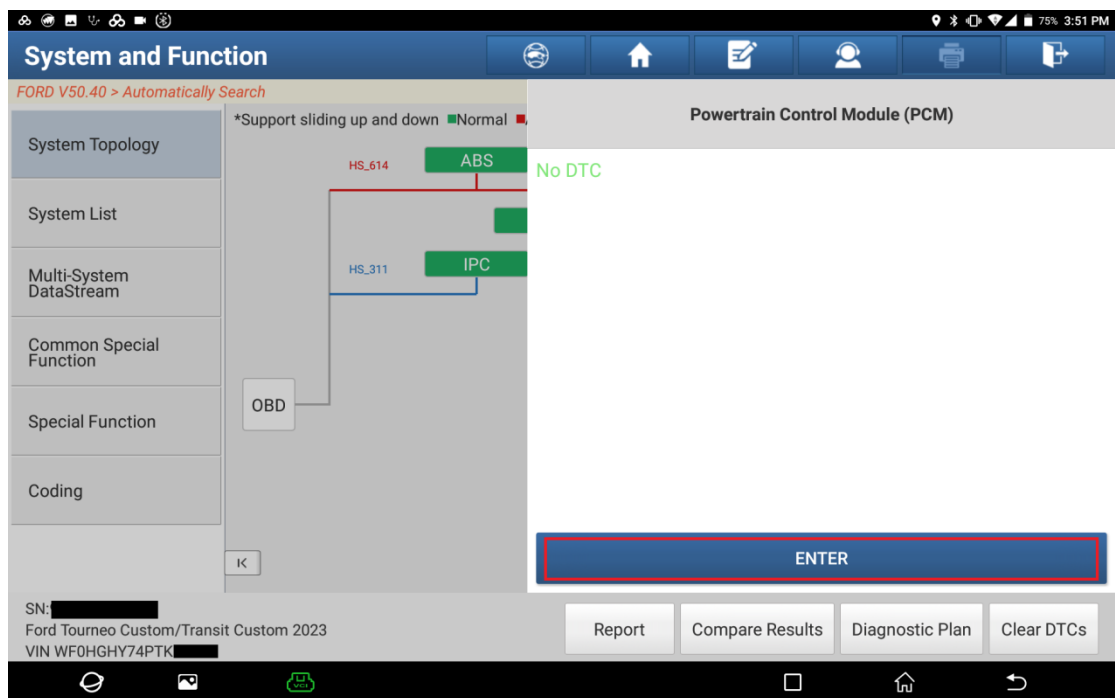 75% 3:51 PM
System and Function
FORD V50.40 > Automatically Search
System Topology
System List
Multi-System
DataStream
Common Special
Function
Special Function
Coding
*Support sliding up and down ■Normal ■
HS_614
ABS
HS_311
IPC
OBD
Powertrain Control Module (PCM)
No DTC
ENTER
SN:
Ford Tourneo Custom/Transit Custom 2023
VIN WF0HGHY74PTK
Report
Compare Results
Diagnostic Plan
Clear DTCs
VCI